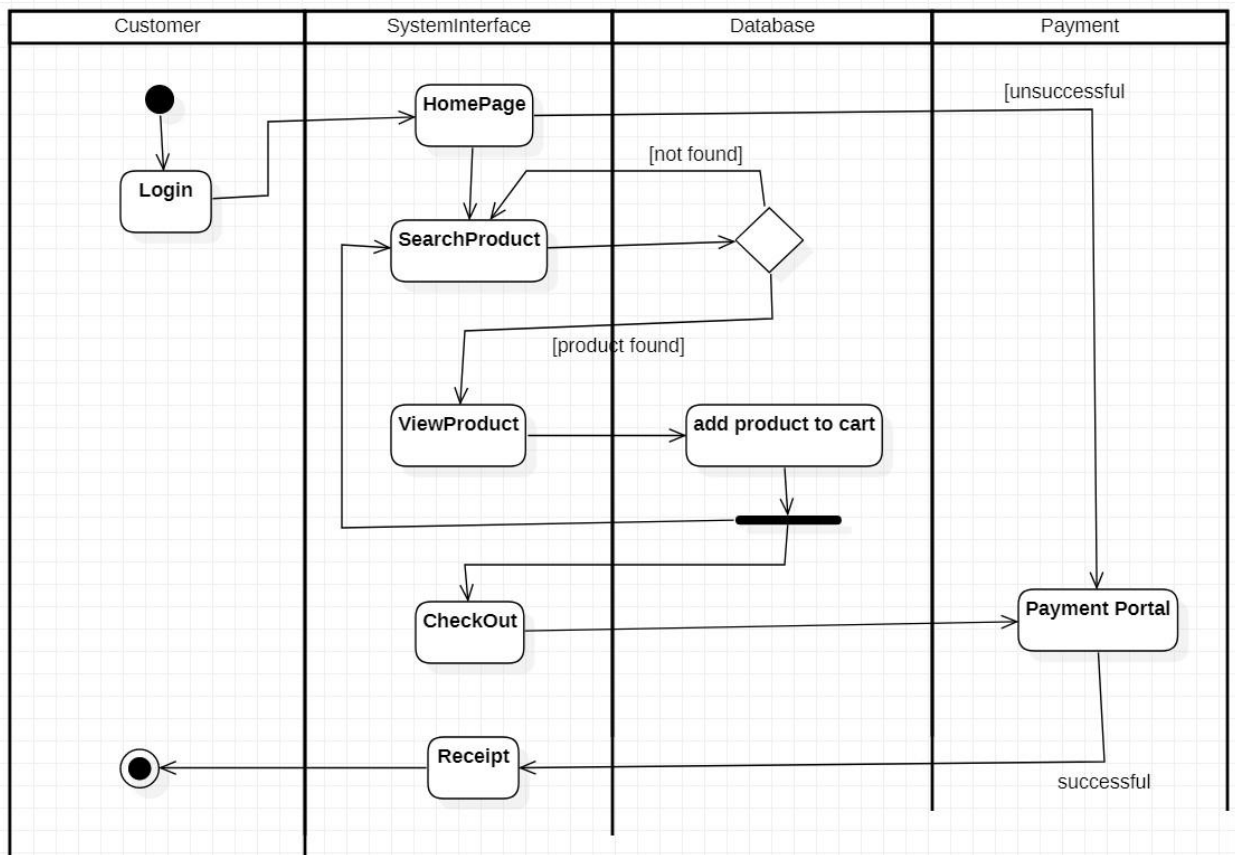 Customer
SystemInterface
Database
Payment
[unsuccessful
HomePage
[not found]
Login
SearchProduct
[product found]
ViewProduct
add product to cart
CheckOut
Payment Portal
Receipt
successful